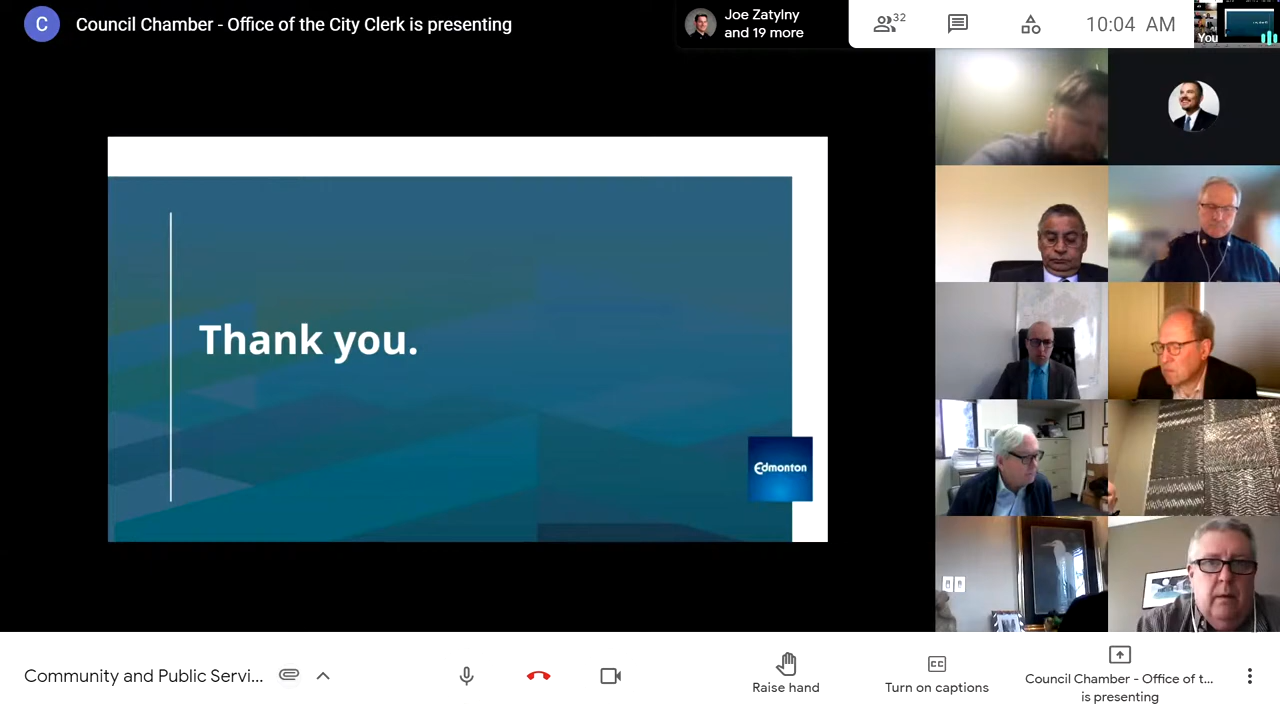 C
Council Chamber - Office of the City Clerk is presenting
Joe Zatylny
and 19 more
32
10:04 AM
You
Thank you.
Edmonton
Community and Public Servi...
Raise hand
CC
Turn on captions
Council Chamber - Office of t...
is presenting